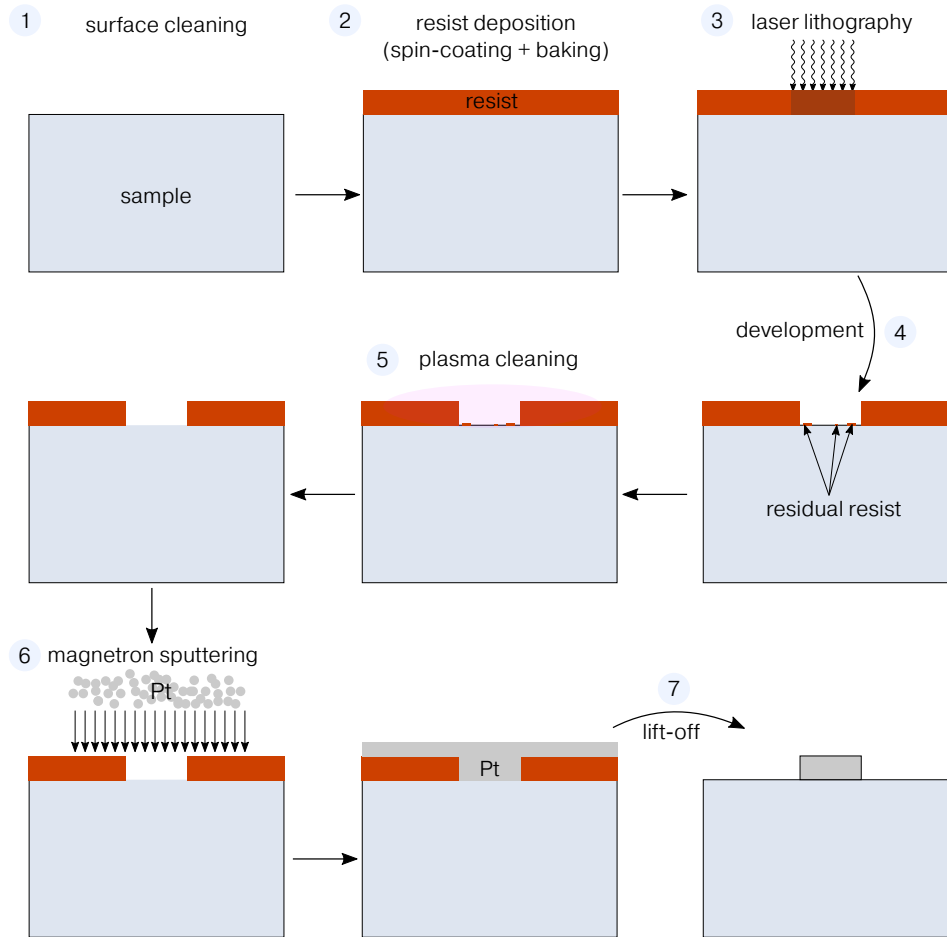 1
surface cleaning
2
resist deposition
(spin-coating + baking)
3
laser lithography
sample
resist
development
4
5
plasma cleaning
residual resist
6
magnetron sputtering
Pt
Pt
7
lift-off